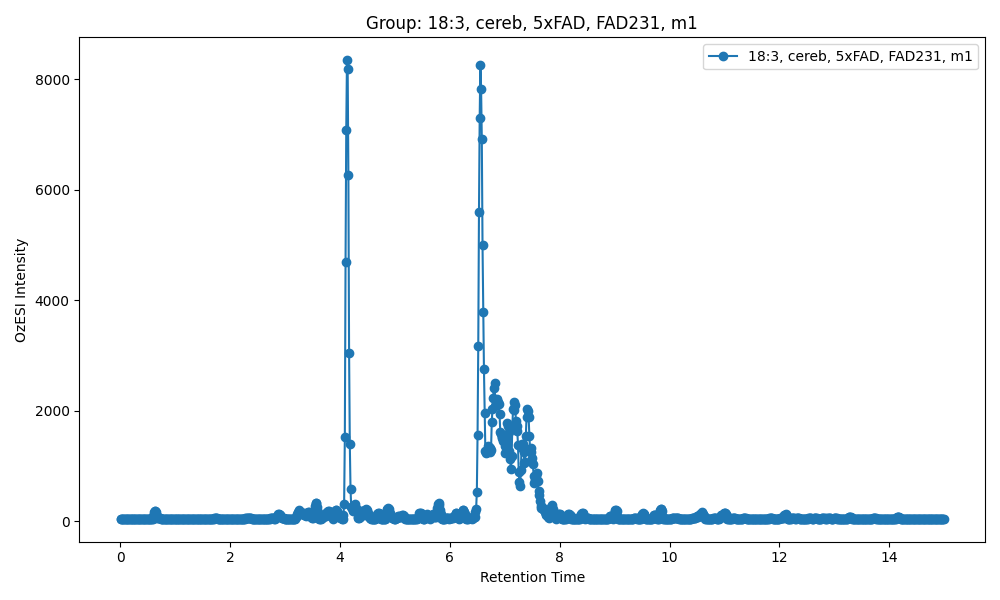 Group: 18:3, cereb, 5xFAD, FAD231, m1
18:3, cereb, 5xFAD, FAD231, m1
OzESI Intensity
8000
6000
4000
2000
0
0 2 4 6 8 10 12 14
Retention Time